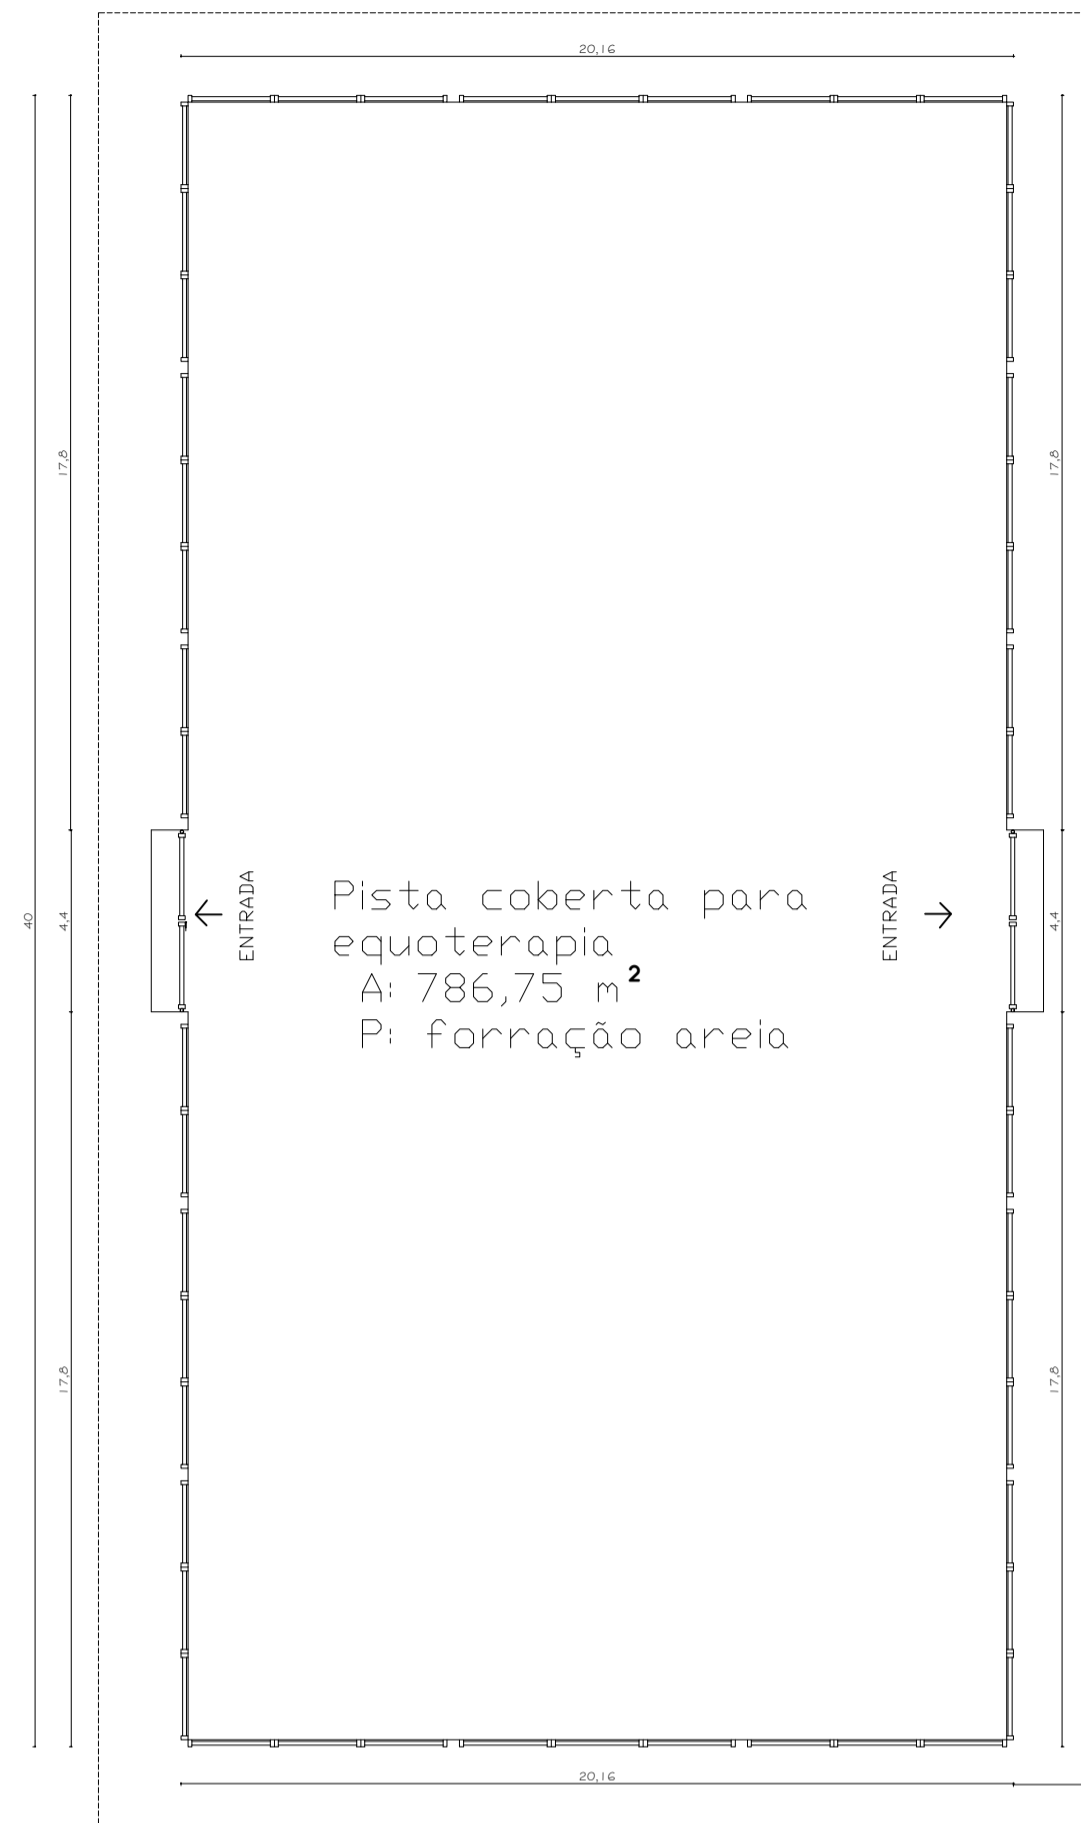 20,16
17,8
17,8
40
4,4
ENTRADA
Pista coberta para
equoterapia
A: 786,75 m²
P: forração areia
ENTRADA
4,4
17,8
17,8
20,16